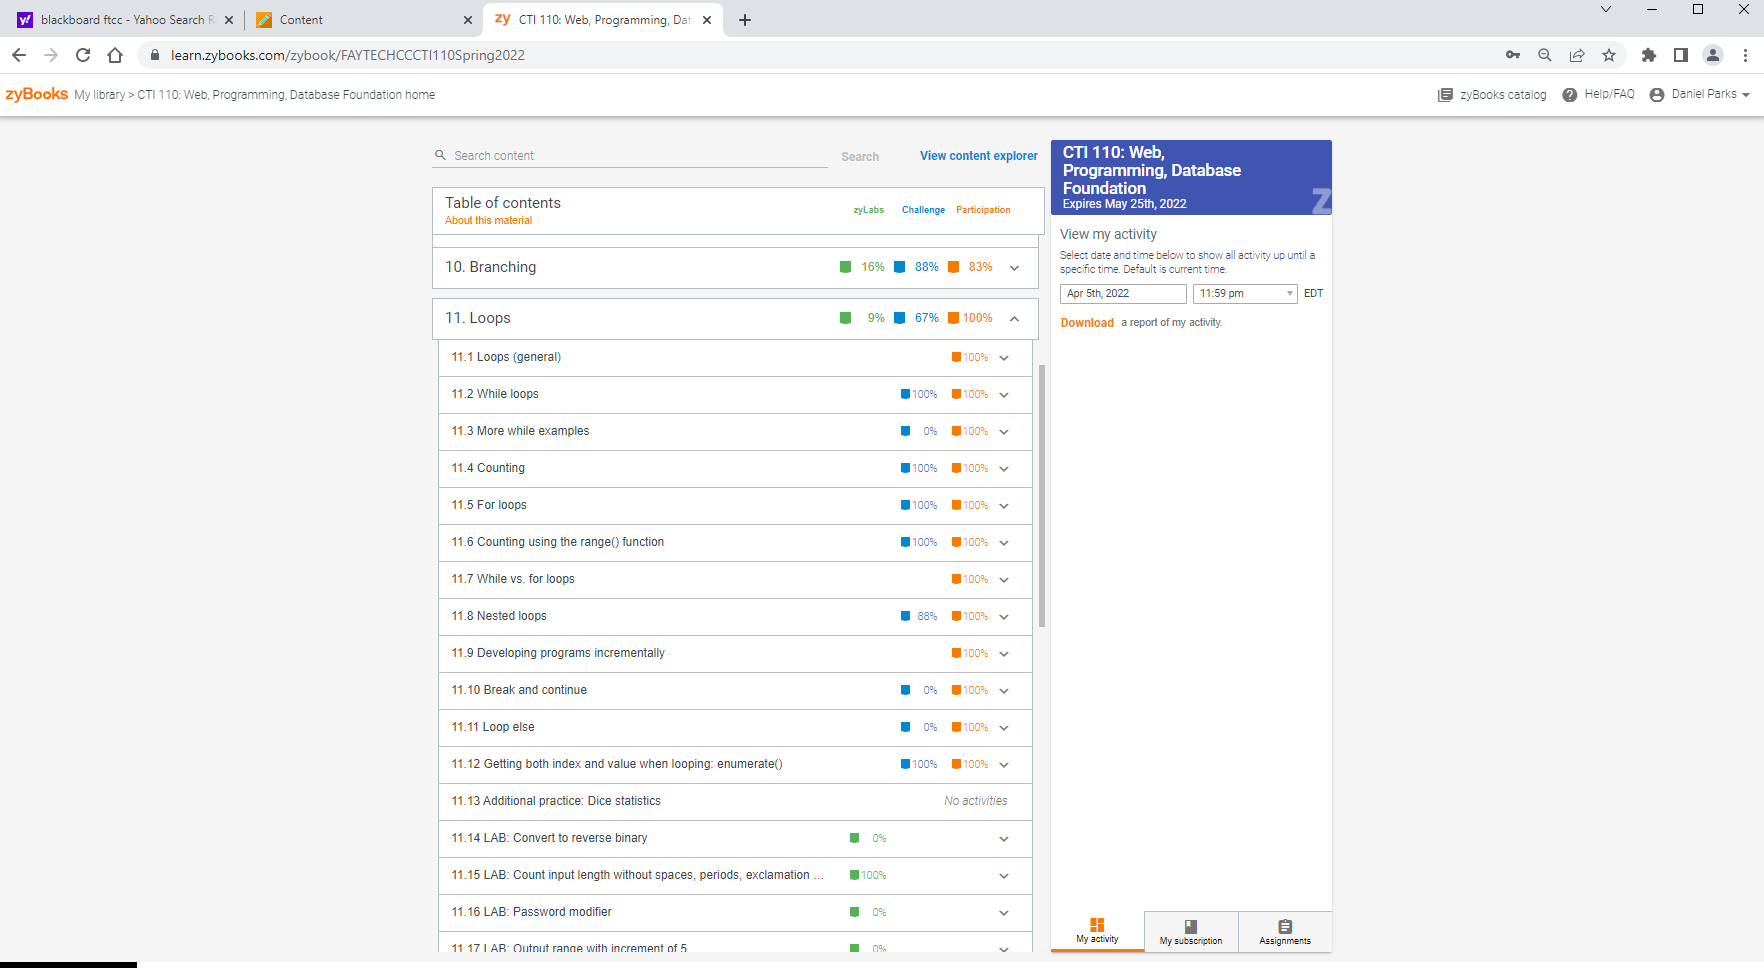 blackboard ftcc - Yahoo Search R
Content
zy CTI 110: Web, Programming, Dat
learn.zybooks.com/zybook/FAYTECHCCCTI110Spring2022
zyBooks My library > CTI 110: Web, Programming, Database Foundation home
zyBooks catalog Help/FAQ Daniel Parks
Search content Search View content explorer
Table of contents
About this material
zyLabs Challenge Participation
10. Branching 16% 88% 83%
11. Loops 9% 67% 100%
11.1 Loops (general) 100%
11.2 While loops 100% 100%
11.3 More while examples 0% 100%
11.4 Counting 100% 100%
11.5 For loops 100% 100%
11.6 Counting using the range() function 100% 100%
11.7 While vs. for loops 100%
11.8 Nested loops 88% 100%
11.9 Developing programs incrementally 100%
11.10 Break and continue 0% 100%
11.11 Loop else 0% 100%
11.12 Getting both index and value when looping: enumerate() 100% 100%
11.13 Additional practice: Dice statistics No activities
11.14 LAB: Convert to reverse binary 0%
11.15 LAB: Count input length without spaces, periods, exclamation ... 100%
11.16 LAB: Password modifier 0%
11.17 LAB: Output range with increment of 5 0%
CTI 110: Web,
Programming, Database
Foundation
Expires May 25th, 2022
View my activity
Select date and time below to show all activity up until a
specific time. Default is current time.
Apr 5th, 2022 11:59 pm EDT
Download a report of my activity.
My activity My subscription Assignments